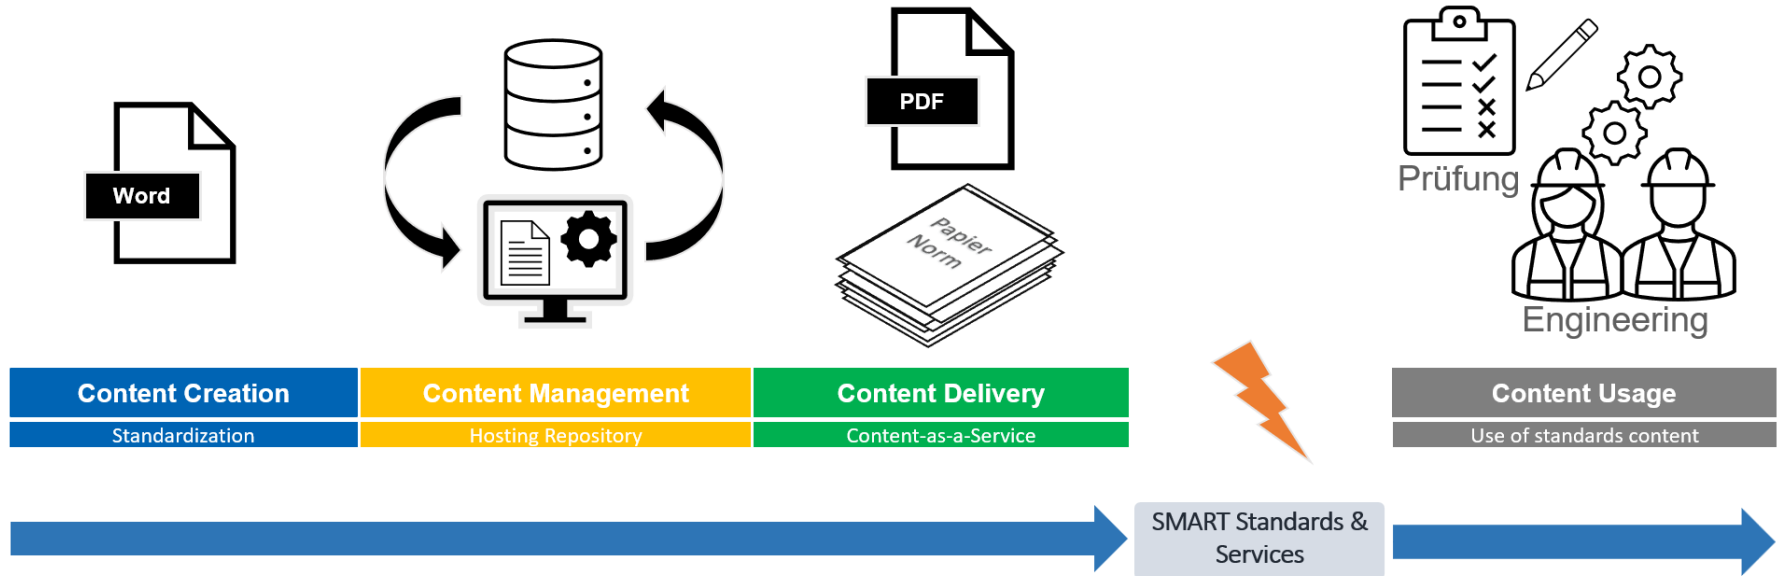 Word
PDF
Papier
Norm
Prüfung
Engineering
Content Creation
Content Management
Content Delivery
Content Usage
Standardization
Hosting Repository
Content-as-a-Service
Use of standards content
SMART Standards &
Services